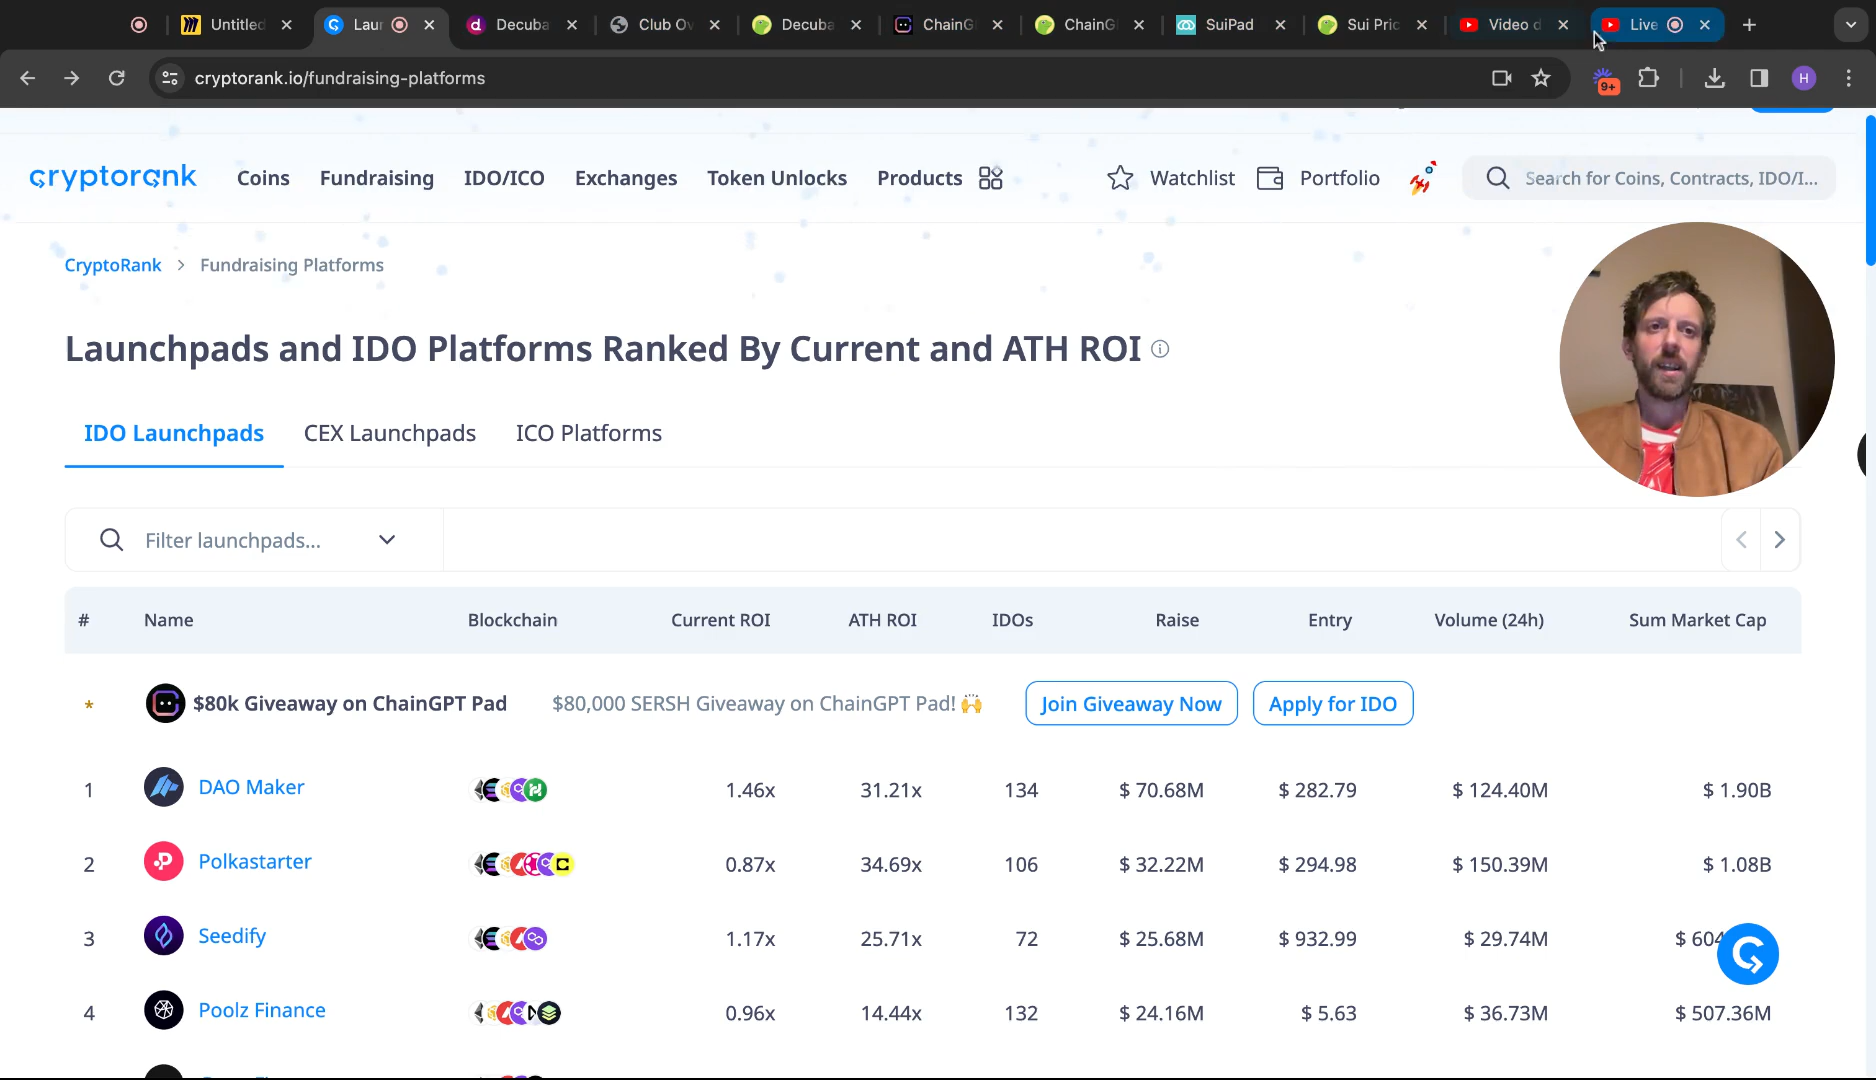 Untitled
Lau
Decuba
Club Ov
Decuba
ChainG
ChainG
SuiPad
Sui Pric
Video d
Live
cryptorank.io/fundraising-platforms
9+
H
cryptorank
Coins
Fundraising
IDO/ICO
Exchanges
Token Unlocks
Products
Watchlist
Portfolio
Search for Coins, Contracts, IDO/I...
CryptoRank > Fundraising Platforms
Launchpads and IDO Platforms Ranked By Current and ATH ROI
IDO Launchpads
CEX Launchpads
ICO Platforms
Filter launchpads...
# Name Blockchain Current ROI ATH ROI IDOs Raise Entry Volume (24h) Sum Market Cap
* $80k Giveaway on ChainGPT Pad $80,000 SERSH Giveaway on ChainGPT Pad! 🙌 Join Giveaway Now Apply for IDO
1 DAO Maker 1.46x 31.21x 134 $ 70.68M $ 282.79 $ 124.40M $ 1.90B
2 Polkastarter 0.87x 34.69x 106 $ 32.22M $ 294.98 $ 150.39M $ 1.08B
3 Seedify 1.17x 25.71x 72 $ 25.68M $ 932.99 $ 29.74M $ 604
4 Poolz Finance 0.96x 14.44x 132 $ 24.16M $ 5.63 $ 36.73M $ 507.36M